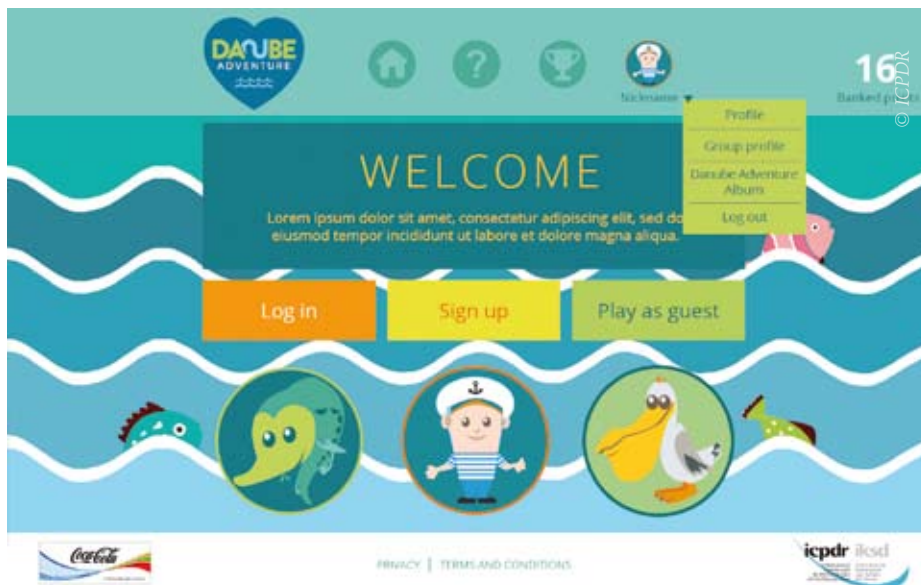 DANUBE
ADVENTURE
?
Nickname
16
Banked points
© ICPDR
Profile
Group profile
Danube Adventure
Album
Log out
WELCOME
Lorem ipsum dolor sit amet, consectetur adipiscing elit, sed do
eiusmod tempor incididunt ut labore et dolore magna aliqua.
Log in
Sign up
Play as guest
Coca-Cola
PRIVACY | TERMS AND CONDITIONS
icpdr iksd